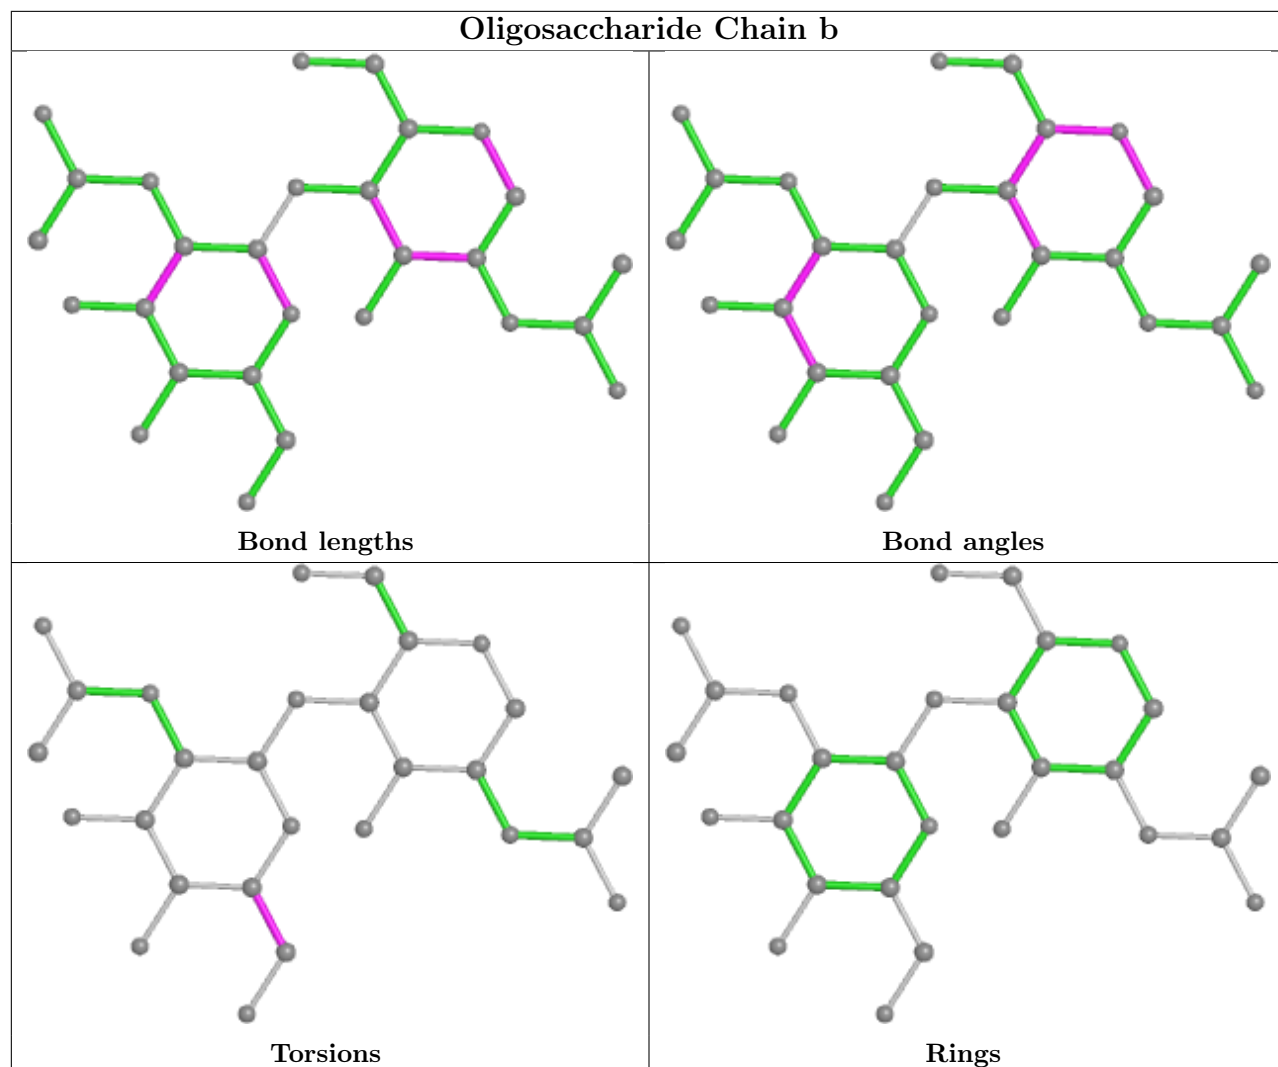 Oligosaccharide Chain b
Bond lengths
Bond angles
Torsions
Rings